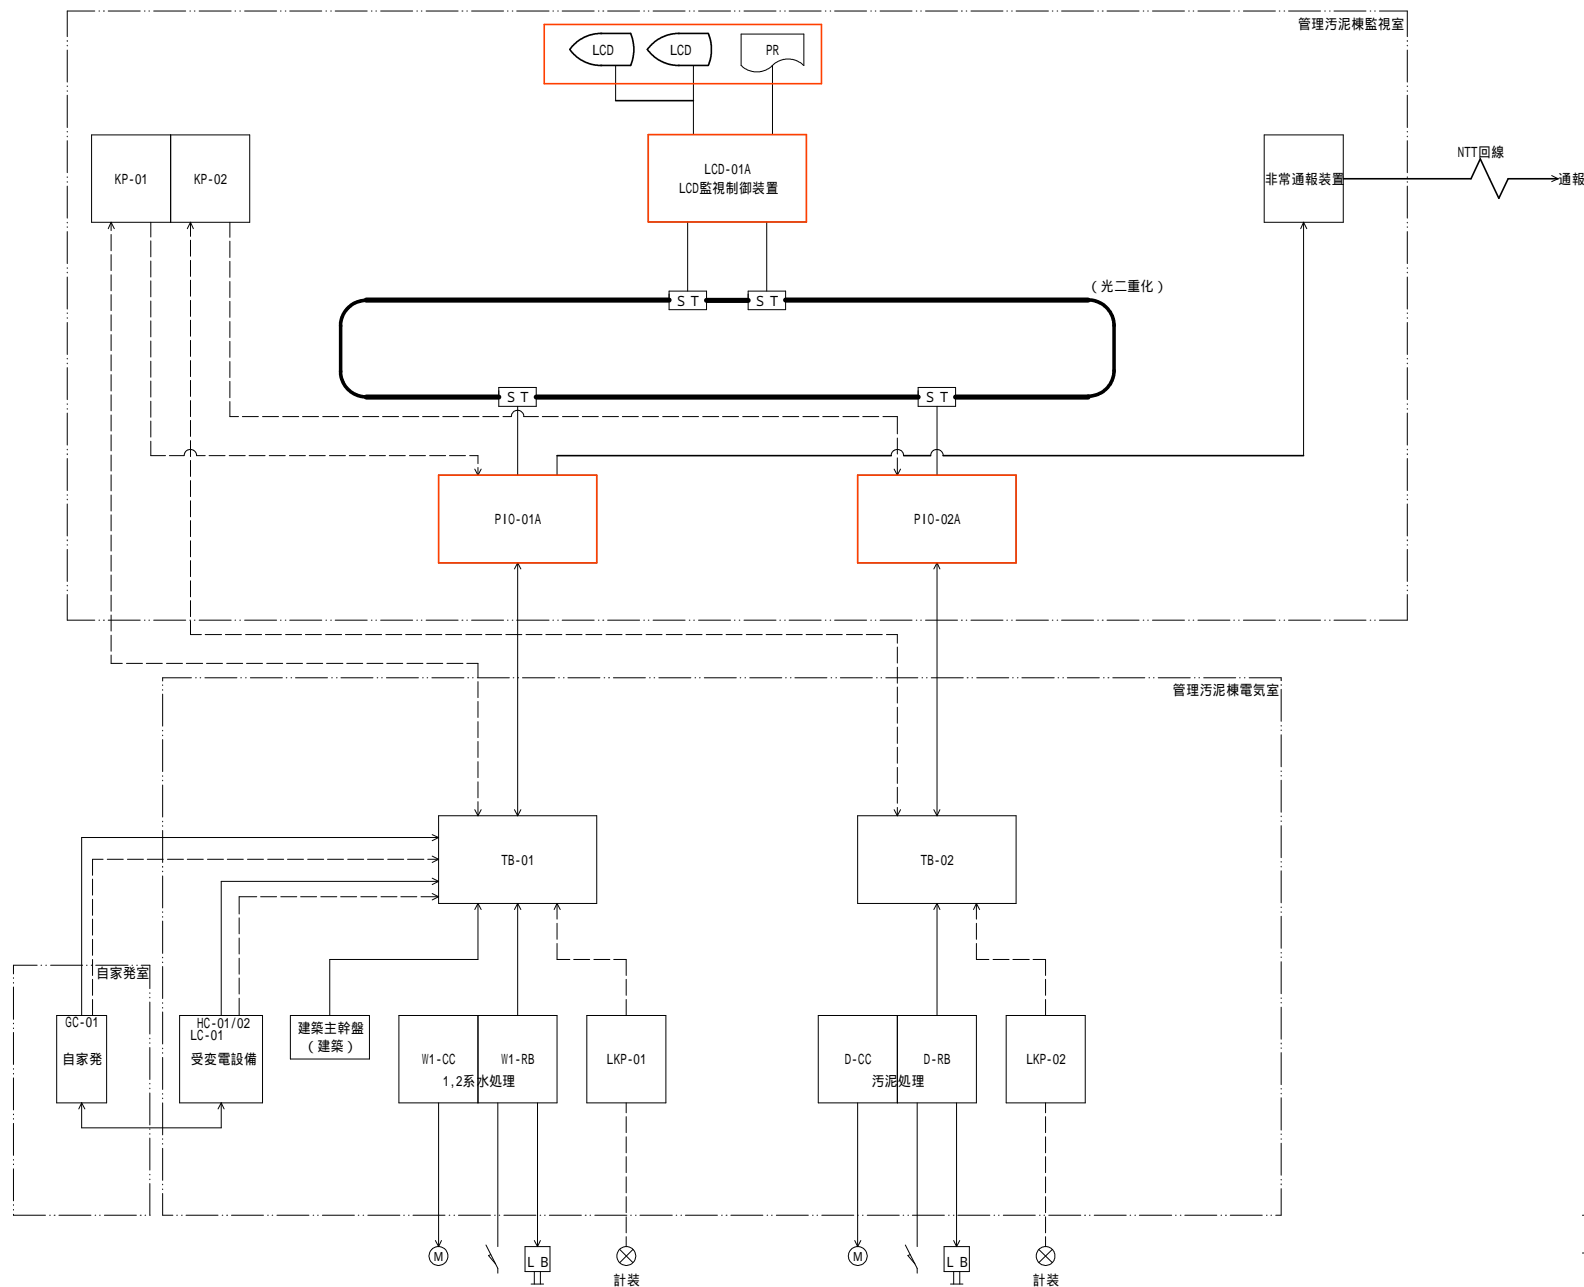 管理汚泥棟監視室
LCD
LCD
PR
KP-01
KP-02
LCD-01A
LCD監視制御装置
非常通報装置
NTT回線
通報
(光二重化)
ST
ST
ST
ST
PIO-01A
PIO-02A
管理汚泥棟電気室
TB-01
TB-02
自家発室
GC-01
自家発
HC-01/02
LC-01
受変電設備
建築主幹盤
(建築)
W1-CC
W1-RB
1,2系水処理
LKP-01
D-CC
D-RB
汚泥処理
LKP-02
M
LB
計装
M
LB
計装